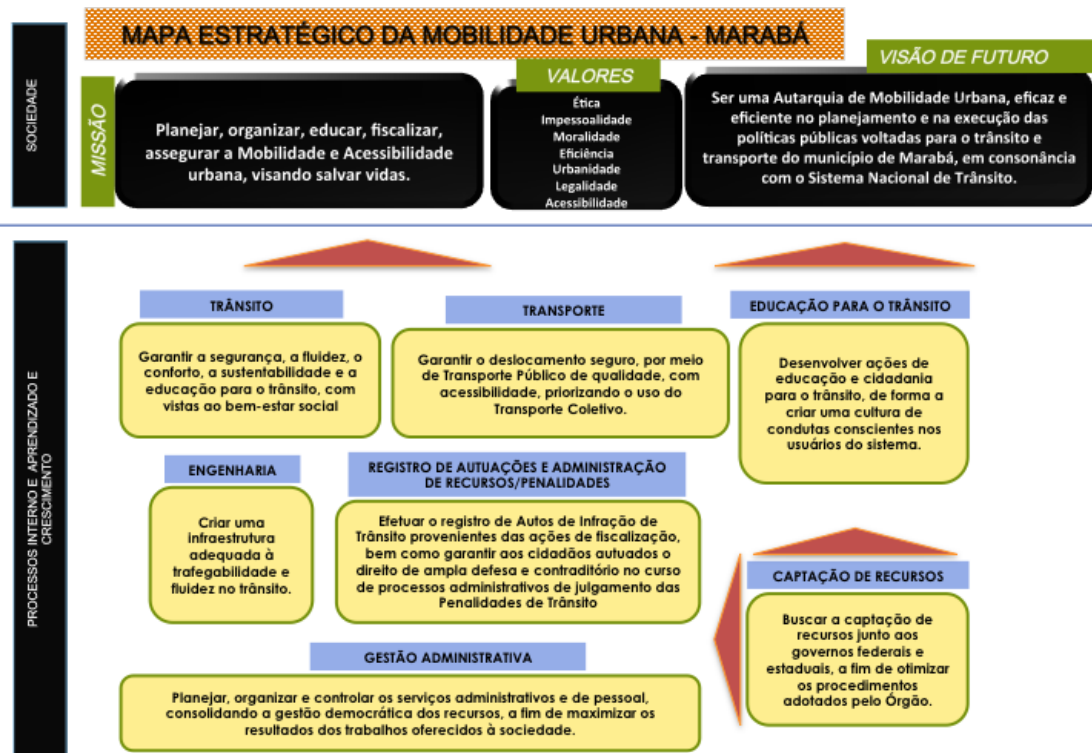 MAPA ESTRATÉGICO DA MOBILIDADE URBANA - MARABÁ
SOCIEDADE
MISSÃO
Planejar, organizar, educar, fiscalizar,
assegurar a Mobilidade e Acessibilidade
urbana, visando salvar vidas.
VALORES
Ética
Impessoalidade
Moralidade
Eficiência
Urbanidade
Legalidade
Acessibilidade
VISÃO DE FUTURO
Ser uma Autarquia de Mobilidade Urbana, eficaz e
eficiente no planejamento e na execução das
políticas públicas voltadas para o trânsito e
transporte do município de Marabá, em consonância
com o Sistema Nacional de Trânsito.
PROCESSOS INTERNO E APRENDIZADO E
CRESCIMENTO
TRÂNSITO
Garantir a segurança, a fluidez, o
conforto, a sustentabilidade e a
educação para o trânsito, com
vistas ao bem-estar social
TRANSPORTE
Garantir o deslocamento seguro, por meio
de Transporte Público de qualidade, com
acessibilidade, priorizando o uso do
Transporte Coletivo.
EDUCAÇÃO PARA O TRÂNSITO
Desenvolver ações de
educação e cidadania
para o trânsito, de forma a
criar uma cultura de
condutas conscientes nos
usuários do sistema.
ENGENHARIA
Criar uma
infraestrutura
adequada à
trafegabilidade e
fluidez no trânsito.
REGISTRO DE AUTUAÇÕES E ADMINISTRAÇÃO
DE RECURSOS/PENALIDADES
Efetuar o registro de Autos de Infração de
Trânsito provenientes das ações de fiscalização,
bem como garantir aos cidadãos autuados o
direito de ampla defesa e contraditório no curso
de processos administrativos de julgamento das
Penalidades de Trânsito
CAPTAÇÃO DE RECURSOS
Buscar a captação de
recursos junto aos
governos federais e
estaduais, a fim de otimizar
os procedimentos
adotados pelo Órgão.
GESTÃO ADMINISTRATIVA
Planejar, organizar e controlar os serviços administrativos e de pessoal,
consolidando a gestão democrática dos recursos, a fim de maximizar os
resultados dos trabalhos oferecidos à sociedade.